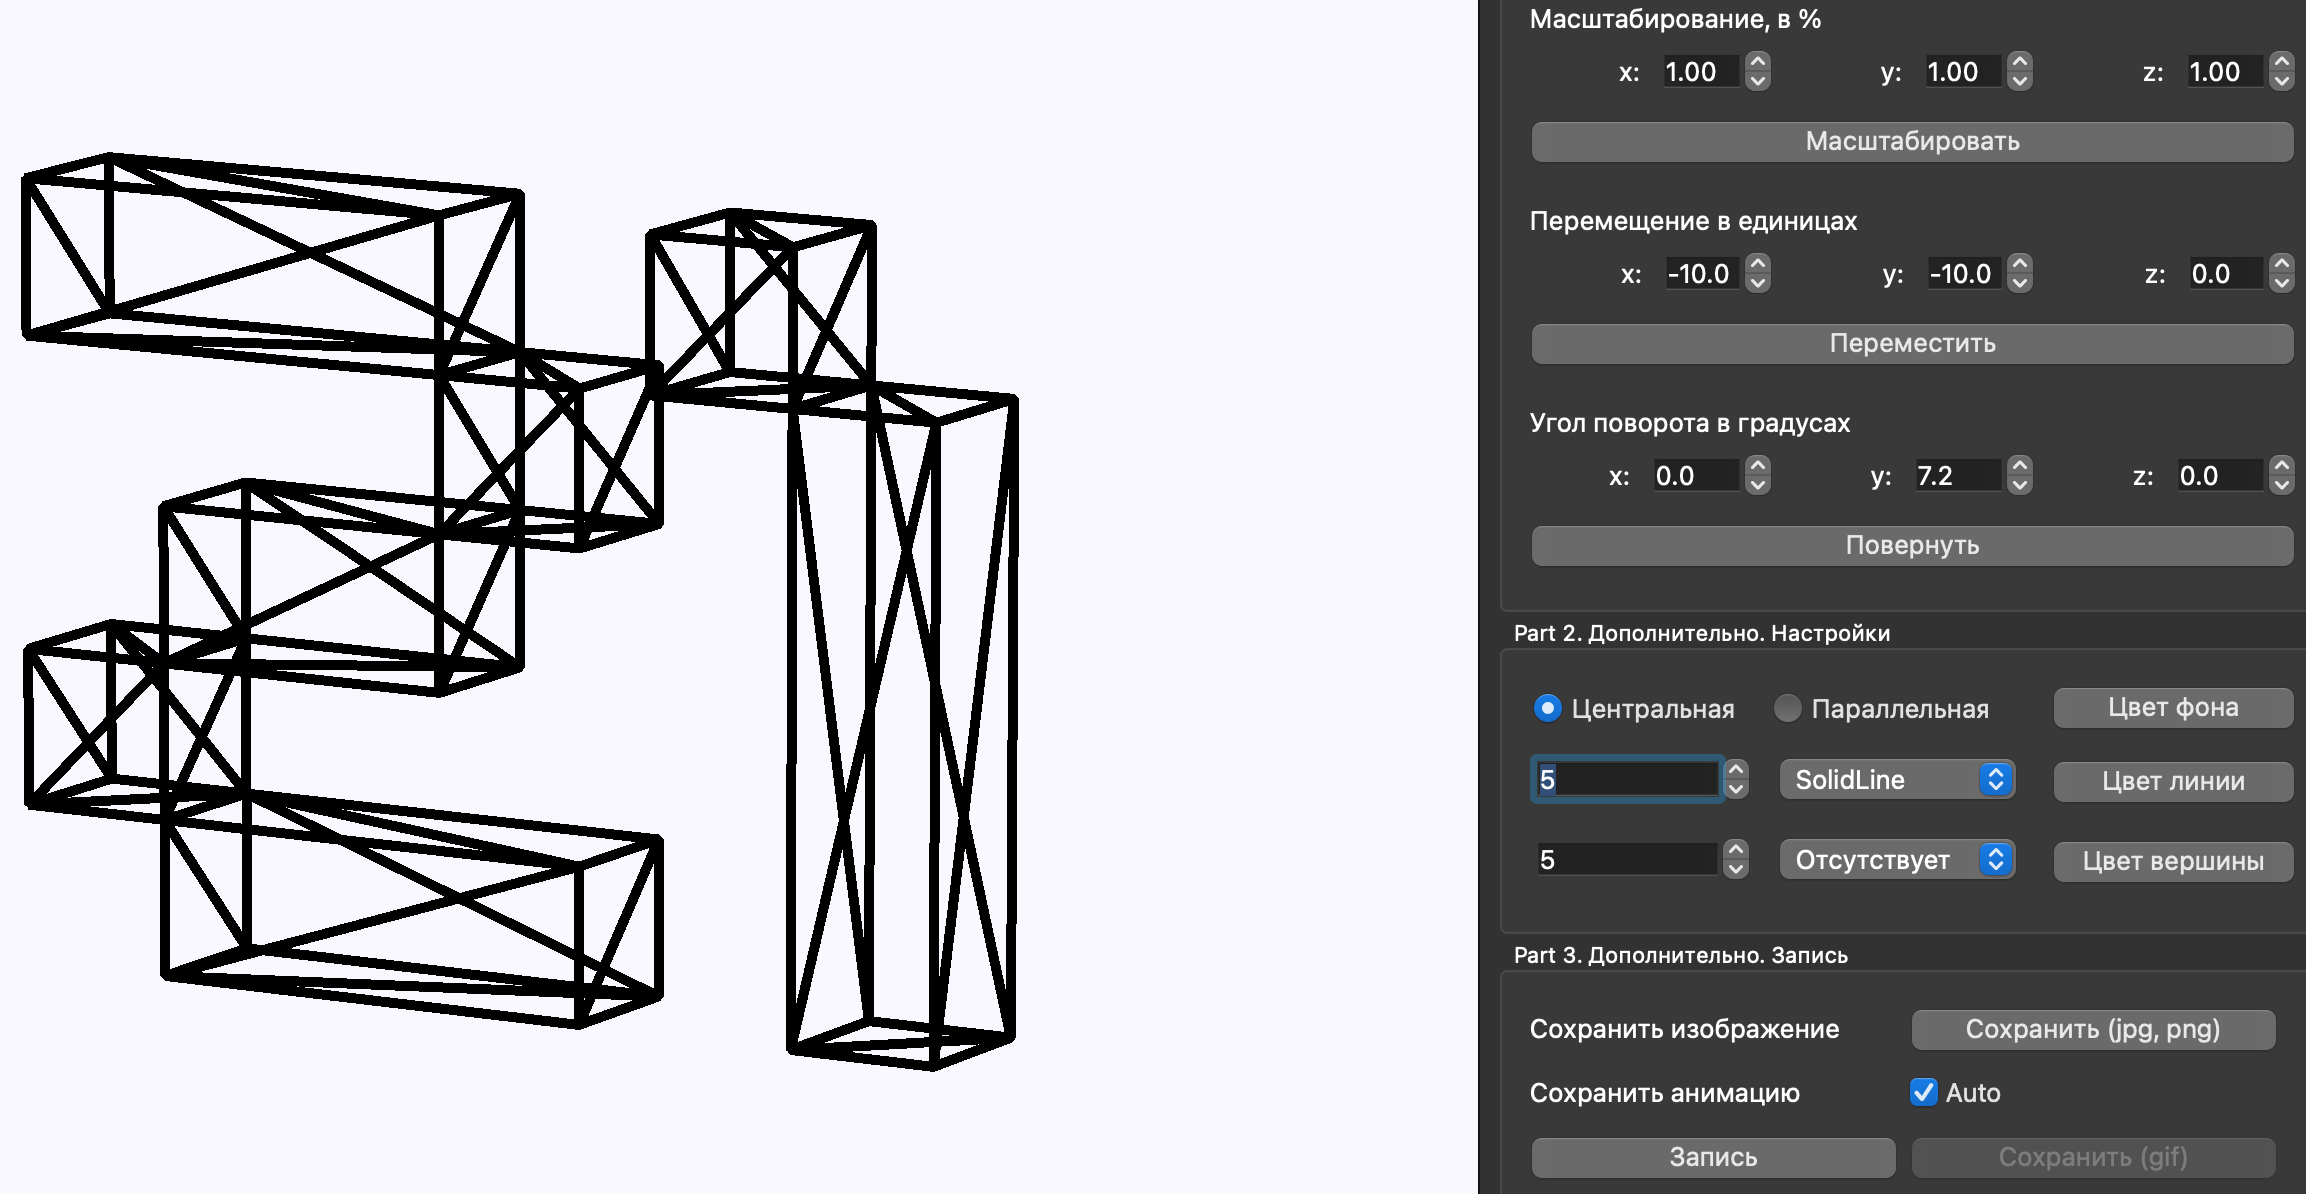 Масштабирование, в %
x: 1.00 y: 1.00 z: 1.00
Масштабировать
Перемещение в единицах
x: -10.0 y: -10.0 z: 0.0
Переместить
Угол поворота в градусах
x: 0.0 y: 7.2 z: 0.0
Повернуть
Part 2. Дополнительно. Настройки
Центральная Параллельная Цвет фона
5 SolidLine Цвет линии
5 Отсутствует Цвет вершины
Part 3. Дополнительно. Запись
Сохранить изображение Сохранить (jpg, png)
Сохранить анимацию Auto
Запись Сохранить (gif)